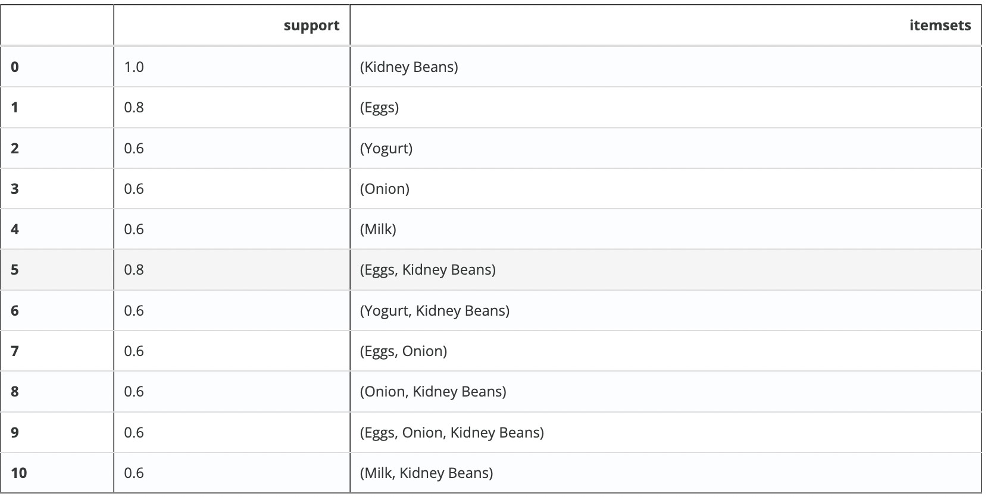 support itemsets
0 1.0 (Kidney Beans)
1 0.8 (Eggs)
2 0.6 (Yogurt)
3 0.6 (Onion)
4 0.6 (Milk)
5 0.8 (Eggs, Kidney Beans)
6 0.6 (Yogurt, Kidney Beans)
7 0.6 (Eggs, Onion)
8 0.6 (Onion, Kidney Beans)
9 0.6 (Eggs, Onion, Kidney Beans)
10 0.6 (Milk, Kidney Beans)